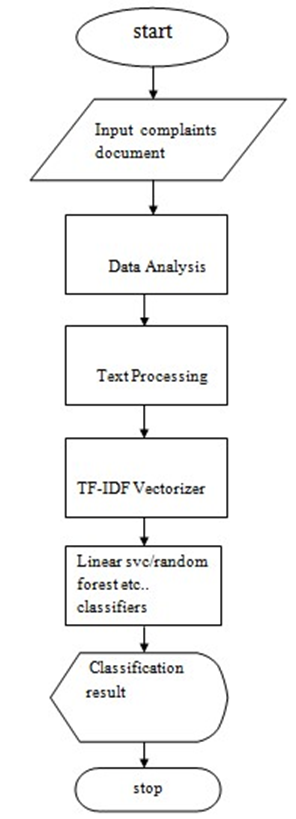 start
Input complaints
document
Data Analysis
Text Processing
TF-IDF Vectorizer
Linear svc/random
forest etc..
classifiers
Classification
result
stop